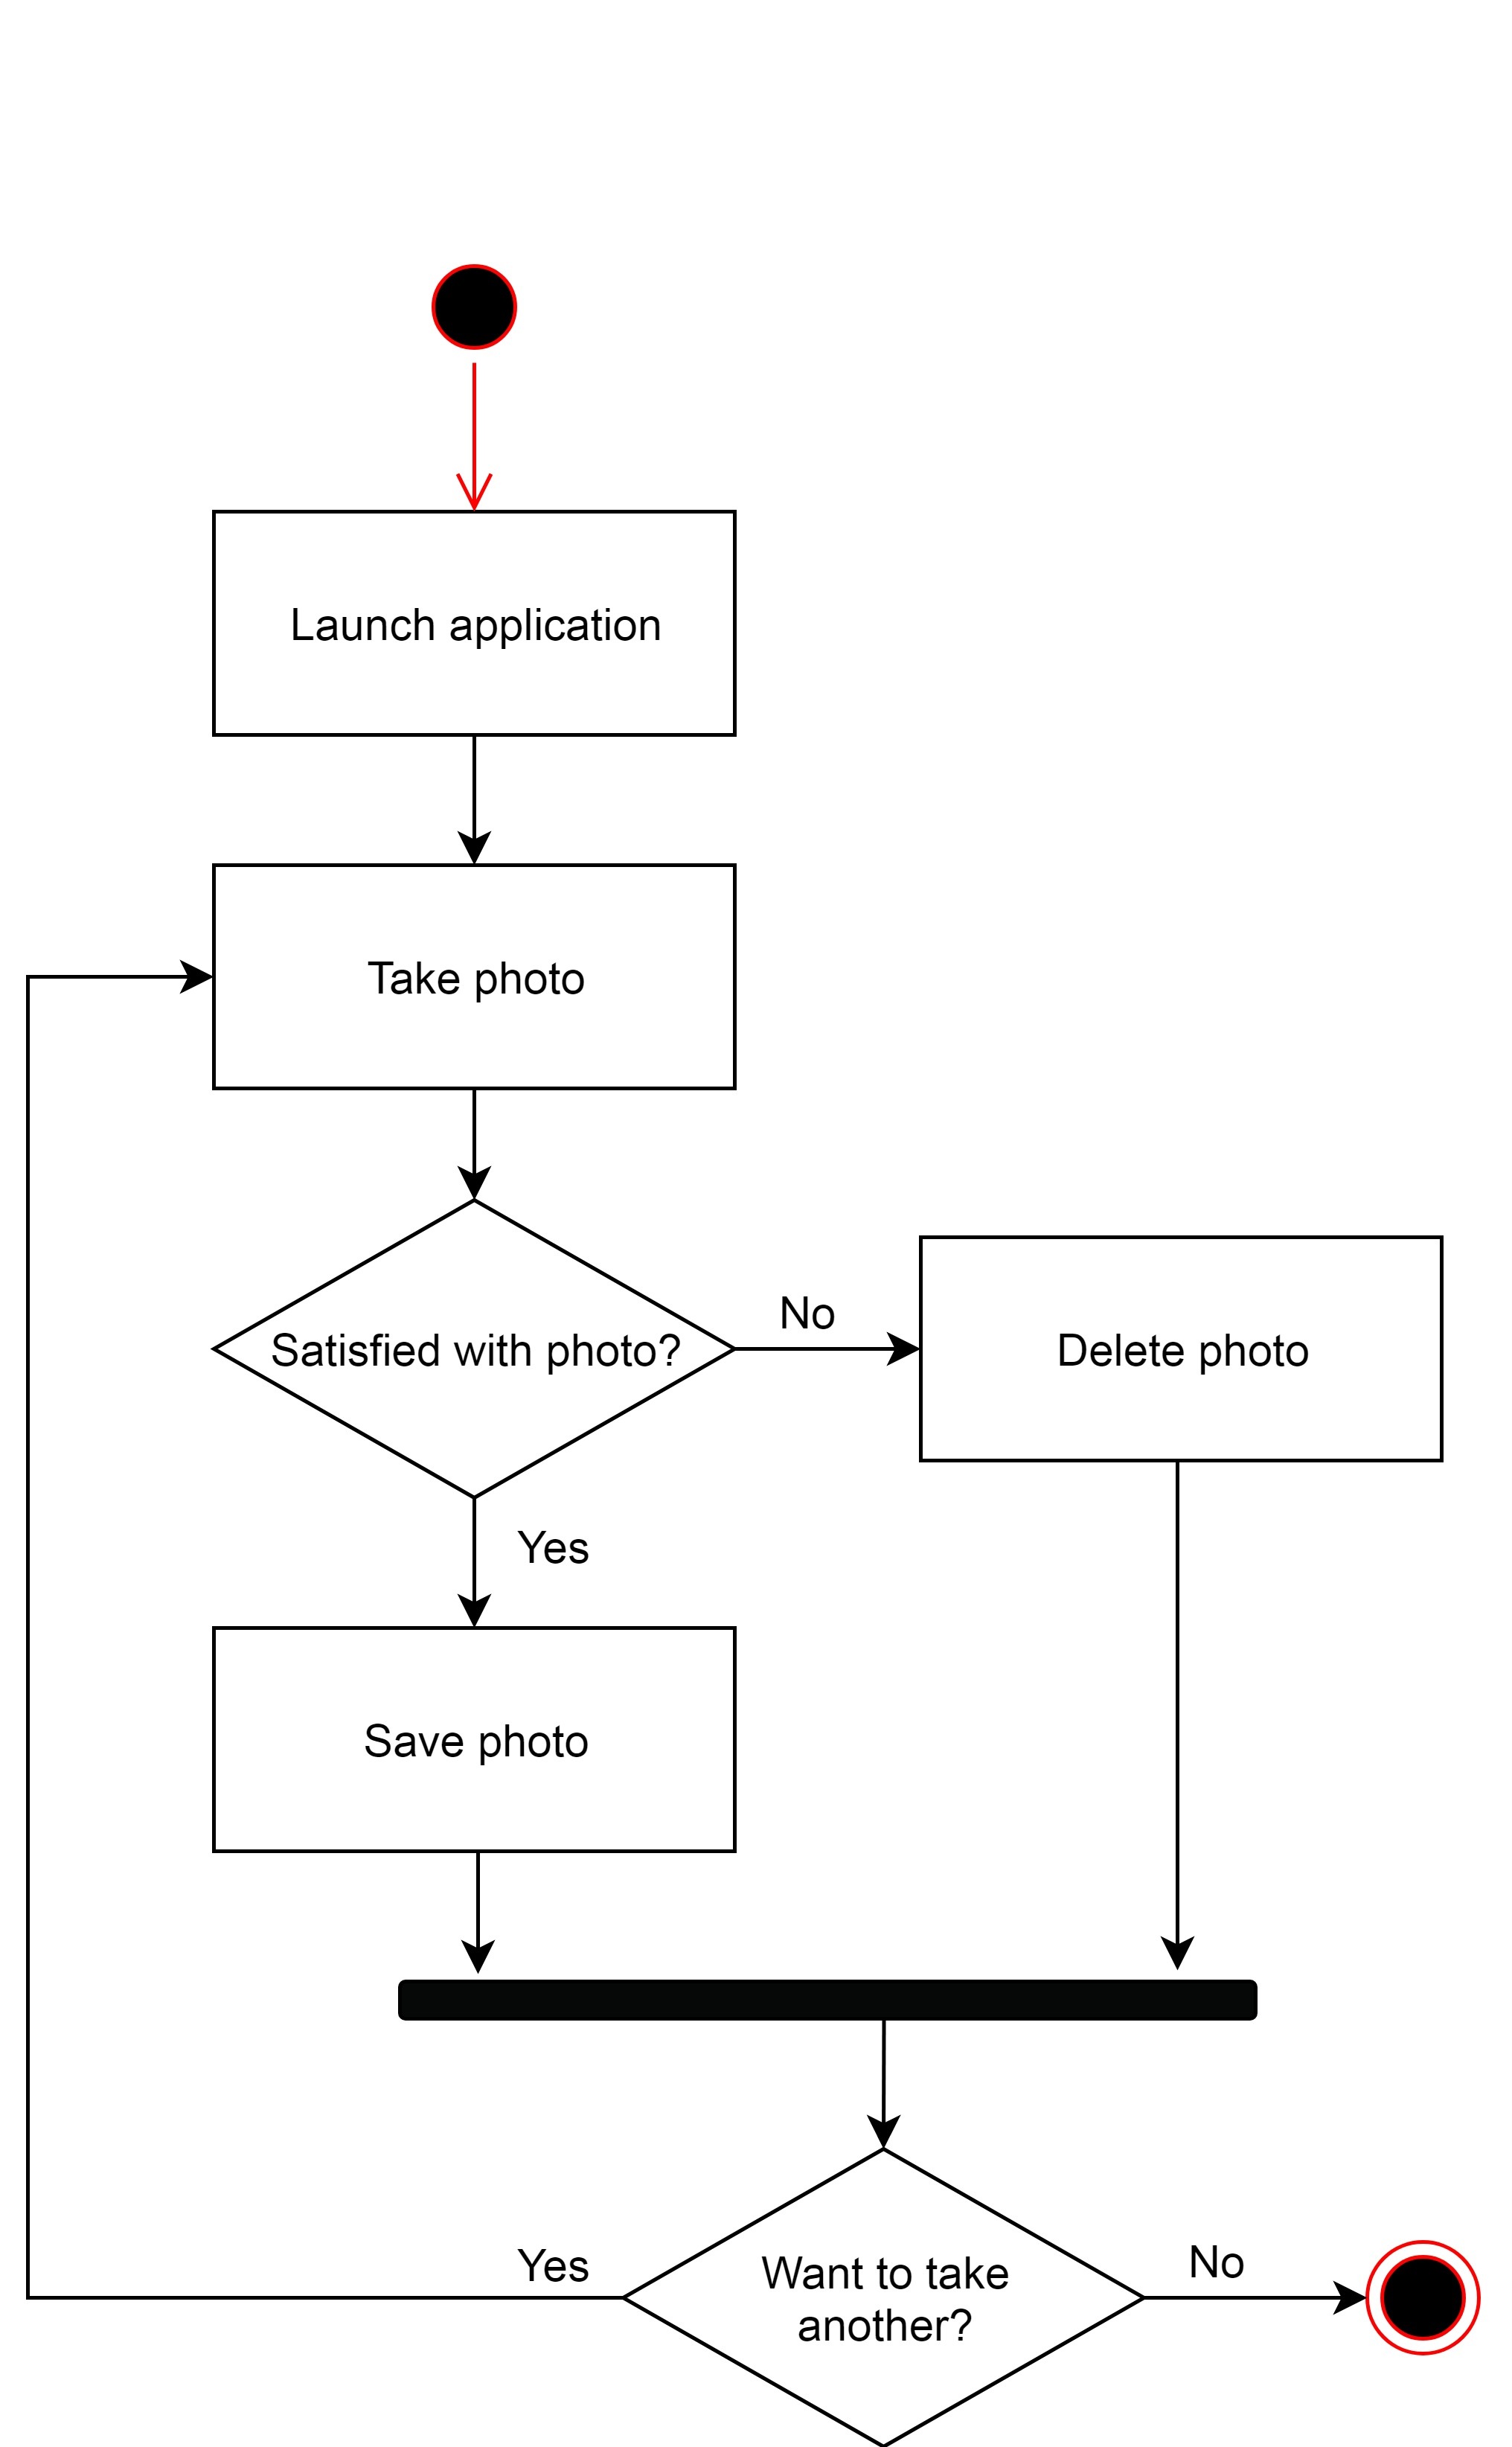 Launch application
Take photo
Satisfied with photo?
No
Delete photo
Yes
Save photo
Yes
Want to take
another?
No